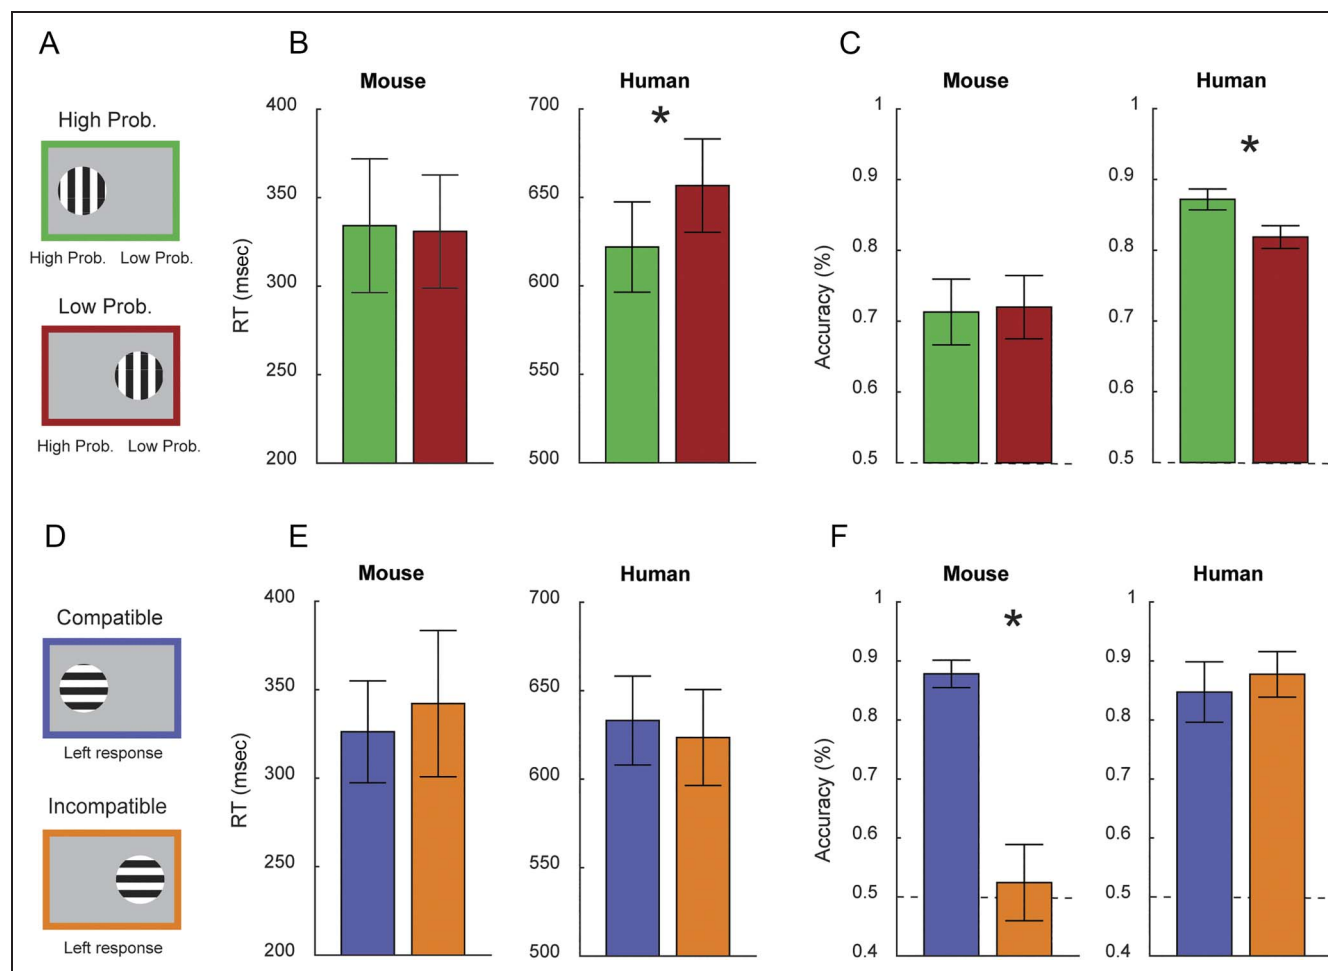 A
High Prob.
High Prob. Low Prob.
Low Prob.
High Prob. Low Prob.
B
Mouse
RT (msec)
400
350
300
250
200
Human
700
650
600
550
500
*
C
Mouse
Accuracy (%)
1
0.9
0.8
0.7
0.6
0.5
Human
1
0.9
0.8
0.7
0.6
0.5
*
D
Compatible
Left response
Incompatible
Left response
E
Mouse
RT (msec)
400
350
300
250
200
Human
700
650
600
550
500
F
Mouse
Accuracy (%)
1
0.9
0.8
0.7
0.6
0.5
0.4
*
Human
1
0.9
0.8
0.7
0.6
0.5
0.4